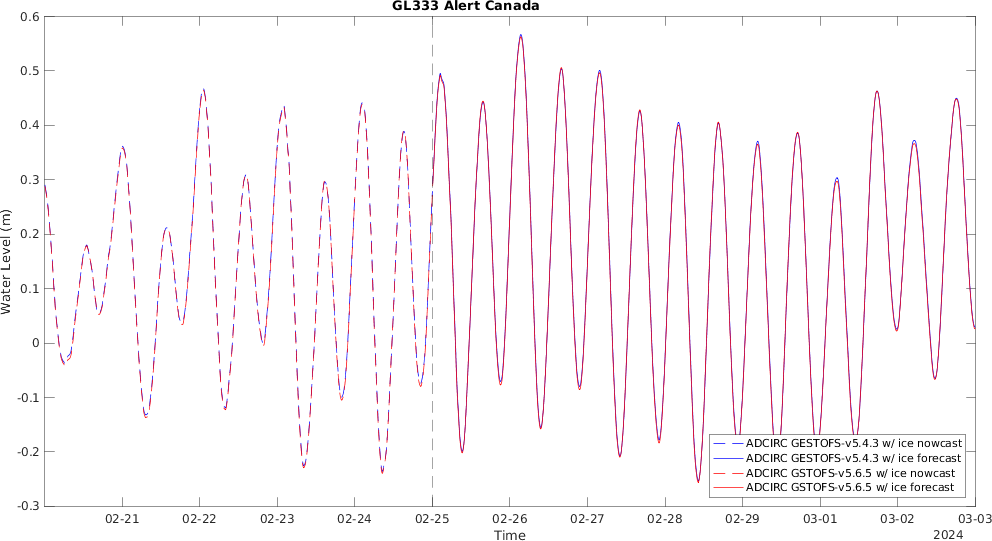 GL333 Alert Canada
0.6
0.5
0.4
0.3
0.2
0.1
0
-0.1
-0.2
-0.3
Water Level (m)
ADCIRC GESTOFS-v5.4.3 w/ ice nowcast
ADCIRC GESTOFS-v5.4.3 w/ ice forecast
ADCIRC GSTOFS-v5.6.5 w/ ice nowcast
ADCIRC GSTOFS-v5.6.5 w/ ice forecast
02-21 02-22 02-23 02-24 02-25 02-26 02-27 02-28 02-29 03-01 03-02 03-03
Time
2024